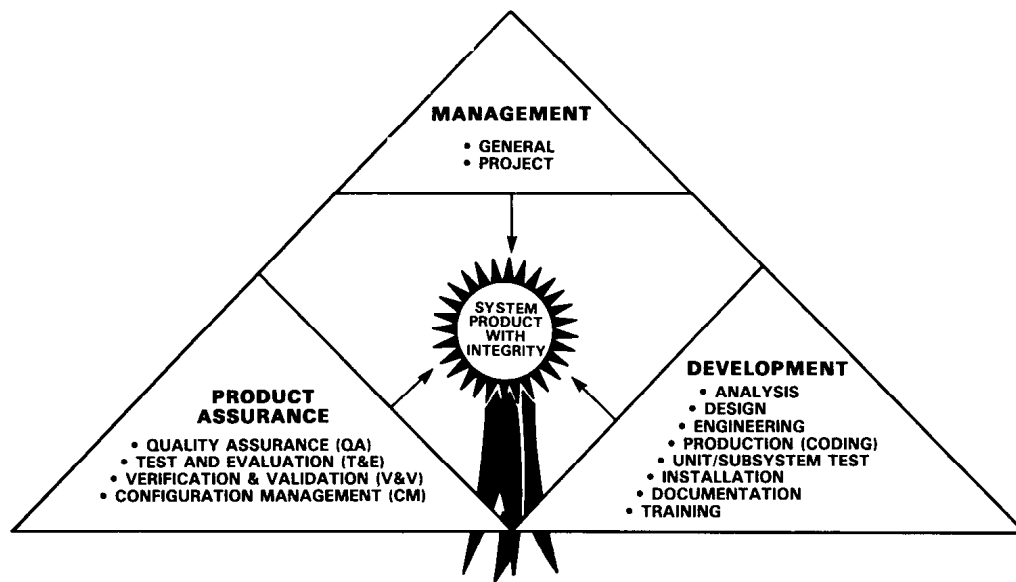 MANAGEMENT
• GENERAL
• PROJECT
SYSTEM
PRODUCT
WITH
INTEGRITY
PRODUCT
ASSURANCE
• QUALITY ASSURANCE (QA)
• TEST AND EVALUATION (T&E)
• VERIFICATION & VALIDATION (V&V)
• CONFIGURATION MANAGEMENT (CM)
DEVELOPMENT
• ANALYSIS
• DESIGN
• ENGINEERING
• PRODUCTION (CODING)
• UNIT/SUBSYSTEM TEST
• INSTALLATION
• DOCUMENTATION
• TRAINING